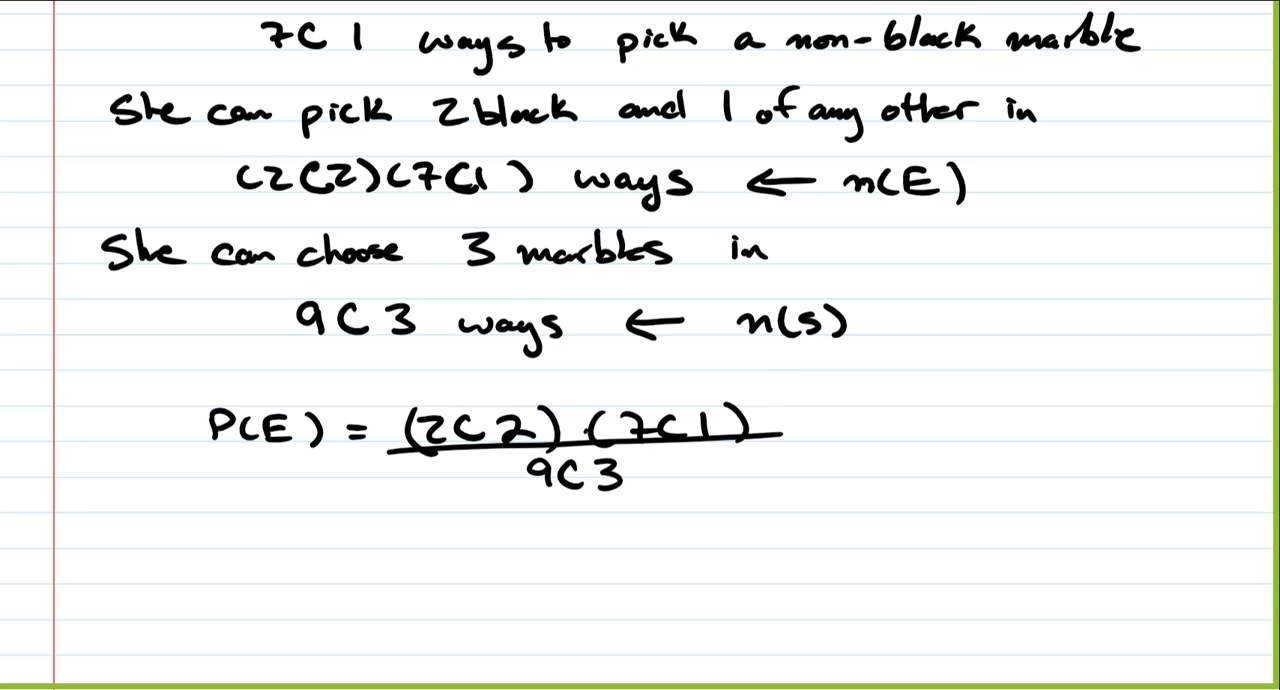 7C1 ways to pick a non-black marble
She can pick 2 black and 1 of any other in
(2C2)(7C1) ways ← n(E)
She can choose 3 marbles in
9C3 ways ← n(S)
P(E) = (2C2)(7C1)
9C3